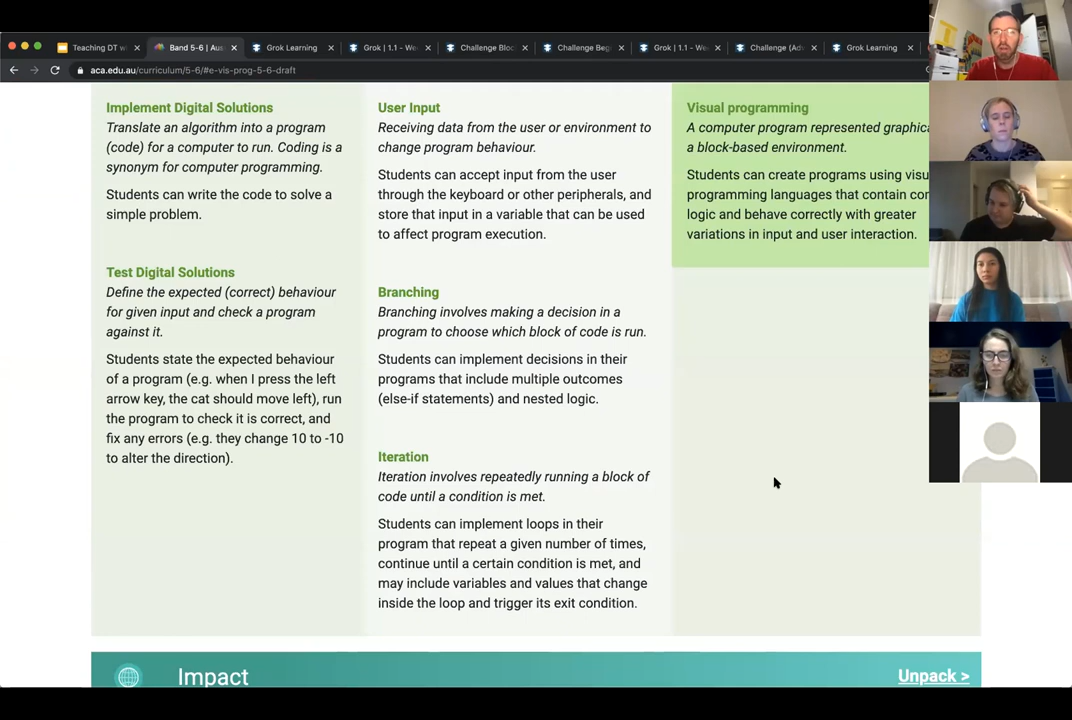 Teaching DT w
Band 5-6 | Aus
Grok Learning
Grok | 1.1 - We
Challenge Bloc
Challenge Beg
Grok | 1.1 - We
Challenge (Adv
Grok Learning
aca.edu.au/curriculum/5-6/#e-vis-prog-5-6-draft
Implement Digital Solutions
Translate an algorithm into a program
(code) for a computer to run. Coding is a
synonym for computer programming.
Students can write the code to solve a
simple problem.
Test Digital Solutions
Define the expected (correct) behaviour
for given input and check a program
against it.
Students state the expected behaviour
of a program (e.g. when I press the left
arrow key, the cat should move left), run
the program to check it is correct, and
fix any errors (e.g. they change 10 to -10
to alter the direction).
User Input
Receiving data from the user or environment to
change program behaviour.
Students can accept input from the user
through the keyboard or other peripherals, and
store that input in a variable that can be used
to affect program execution.
Branching
Branching involves making a decision in a
program to choose which block of code is run.
Students can implement decisions in their
programs that include multiple outcomes
(else-if statements) and nested logic.
Iteration
Iteration involves repeatedly running a block of
code until a condition is met.
Students can implement loops in their
program that repeat a given number of times,
continue until a certain condition is met, and
may include variables and values that change
inside the loop and trigger its exit condition.
Visual programming
A computer program represented graphica
a block-based environment.
Students can create programs using visu
programming languages that contain con
logic and behave correctly with greater
variations in input and user interaction.
Impact
Unpack >